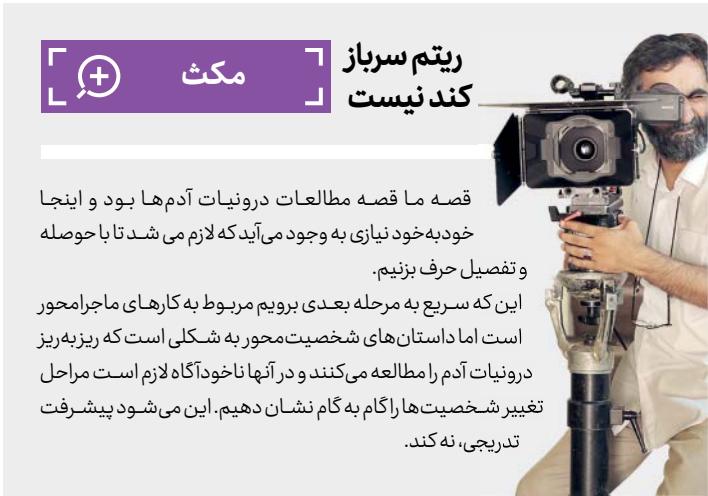 ریتم سرباز
کند نیست
مکث
قصه ما قصه مطالعات درونیات آدم‌ها بود و اینجا
خودبه‌خود نیازی به وجود می‌آید که لازم می شد تا با حوصله
و تفصیل حرف بزنیم.
این که سریع به مرحله بعدی برویم مربوط به کارهای ماجرامحور
است اما داستان‌های شخصیت‌محور به شکلی است که ریزبه‌ریز
درونیات آدم را مطالعه می‌کنند و در آنها ناخودآگاه لازم است مراحل
تغییر شخصیت‌ها را گام به گام نشان دهیم. این می‌شود پیشرفت
تدریجی، نه کند.